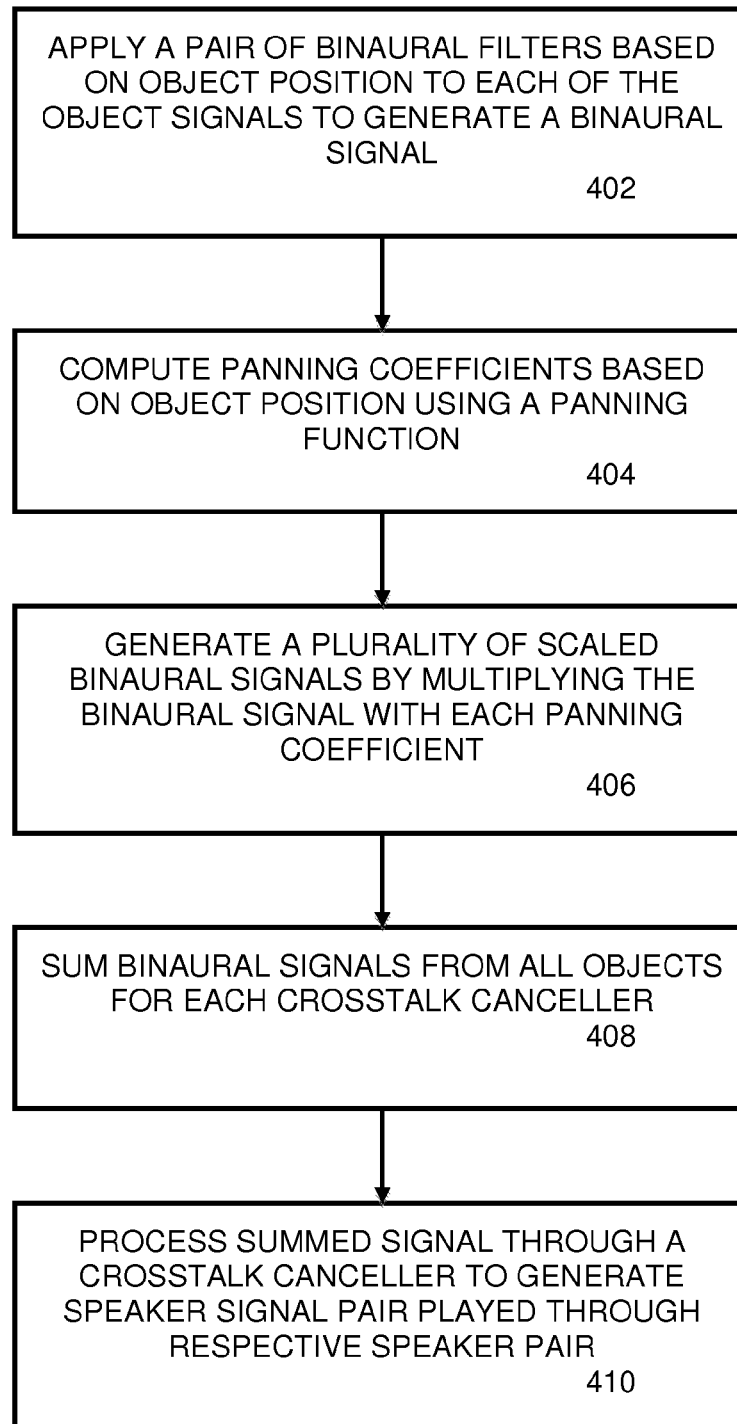 APPLY A PAIR OF BINAURAL FILTERS BASED
ON OBJECT POSITION TO EACH OF THE
OBJECT SIGNALS TO GENERATE A BINAURAL
SIGNAL
402
COMPUTE PANNING COEFFICIENTS BASED
ON OBJECT POSITION USING A PANNING
FUNCTION
404
GENERATE A PLURALITY OF SCALED
BINAURAL SIGNALS BY MULTIPLYING THE
BINAURAL SIGNAL WITH EACH PANNING
COEFFICIENT
406
SUM BINAURAL SIGNALS FROM ALL OBJECTS
FOR EACH CROSSTALK CANCELLER
408
PROCESS SUMMED SIGNAL THROUGH A
CROSSTALK CANCELLER TO GENERATE
SPEAKER SIGNAL PAIR PLAYED THROUGH
RESPECTIVE SPEAKER PAIR
410